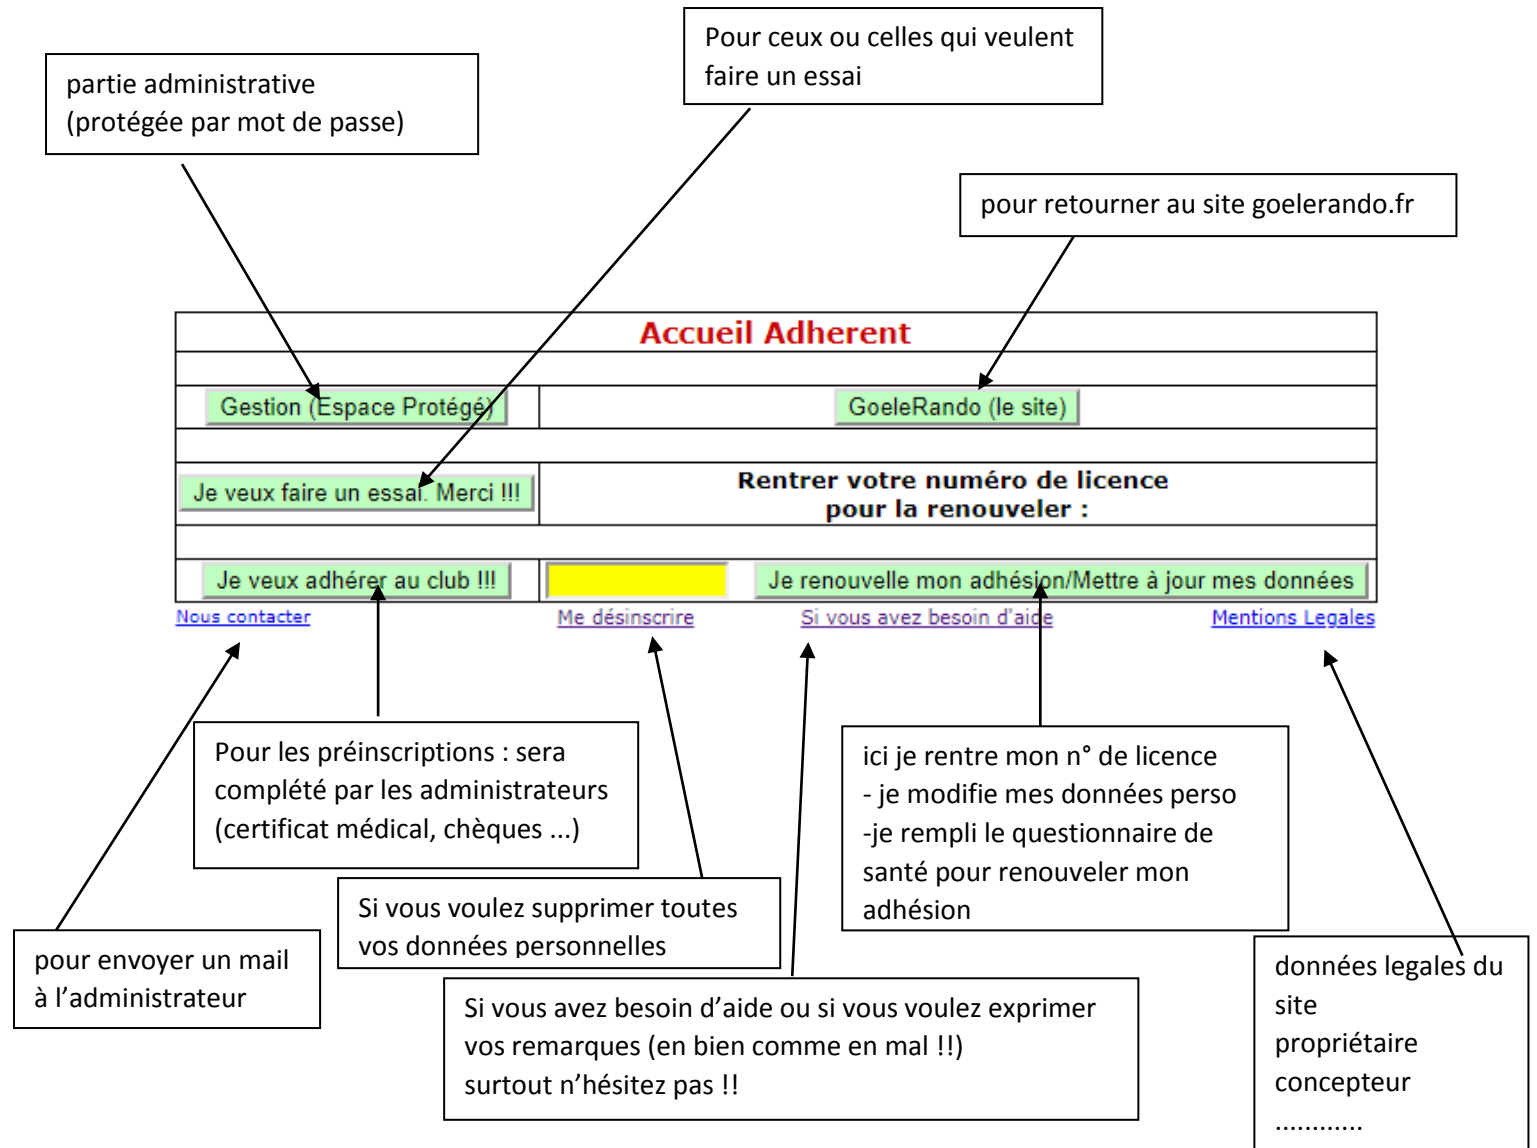 Pour ceux ou celles qui veulent
faire un essai
partie administrative
(protégée par mot de passe)
pour retourner au site goelerando.fr
Accueil Adherent
Gestion (Espace Protégé)
GoeleRando (le site)
Je veux faire un essai. Merci !!!
Rentrer votre numéro de licence
pour la renouveler :
Je veux adhérer au club !!!
Je renouvelle mon adhésion/Mettre à jour mes données
Nous contacter
Me désinscrire
Si vous avez besoin d'aide
Mentions Legales
Pour les préinscriptions : sera
complété par les administrateurs
(certificat médical, chèques ...)
ici je rentre mon n° de licence
- je modifie mes données perso
-je rempli le questionnaire de
santé pour renouveler mon
adhésion
Si vous voulez supprimer toutes
vos données personnelles
pour envoyer un mail
à l’administrateur
Si vous avez besoin d’aide ou si vous voulez exprimer
vos remarques (en bien comme en mal !!)
surtout n’hésitez pas !!
données legales du
site
propriétaire
concepteur
............